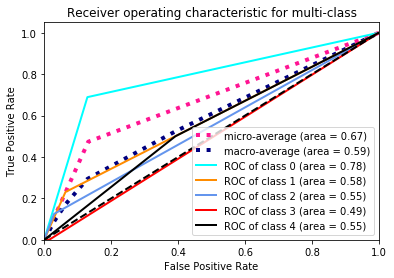 Receiver operating characteristic for multi-class
True Positive Rate
1.0
0.8
0.6
0.4
0.2
0.0
micro-average (area = 0.67)
macro-average (area = 0.59)
ROC of class 0 (area = 0.78)
ROC of class 1 (area = 0.58)
ROC of class 2 (area = 0.55)
ROC of class 3 (area = 0.49)
ROC of class 4 (area = 0.55)
0.0 0.2 0.4 0.6 0.8 1.0
False Positive Rate